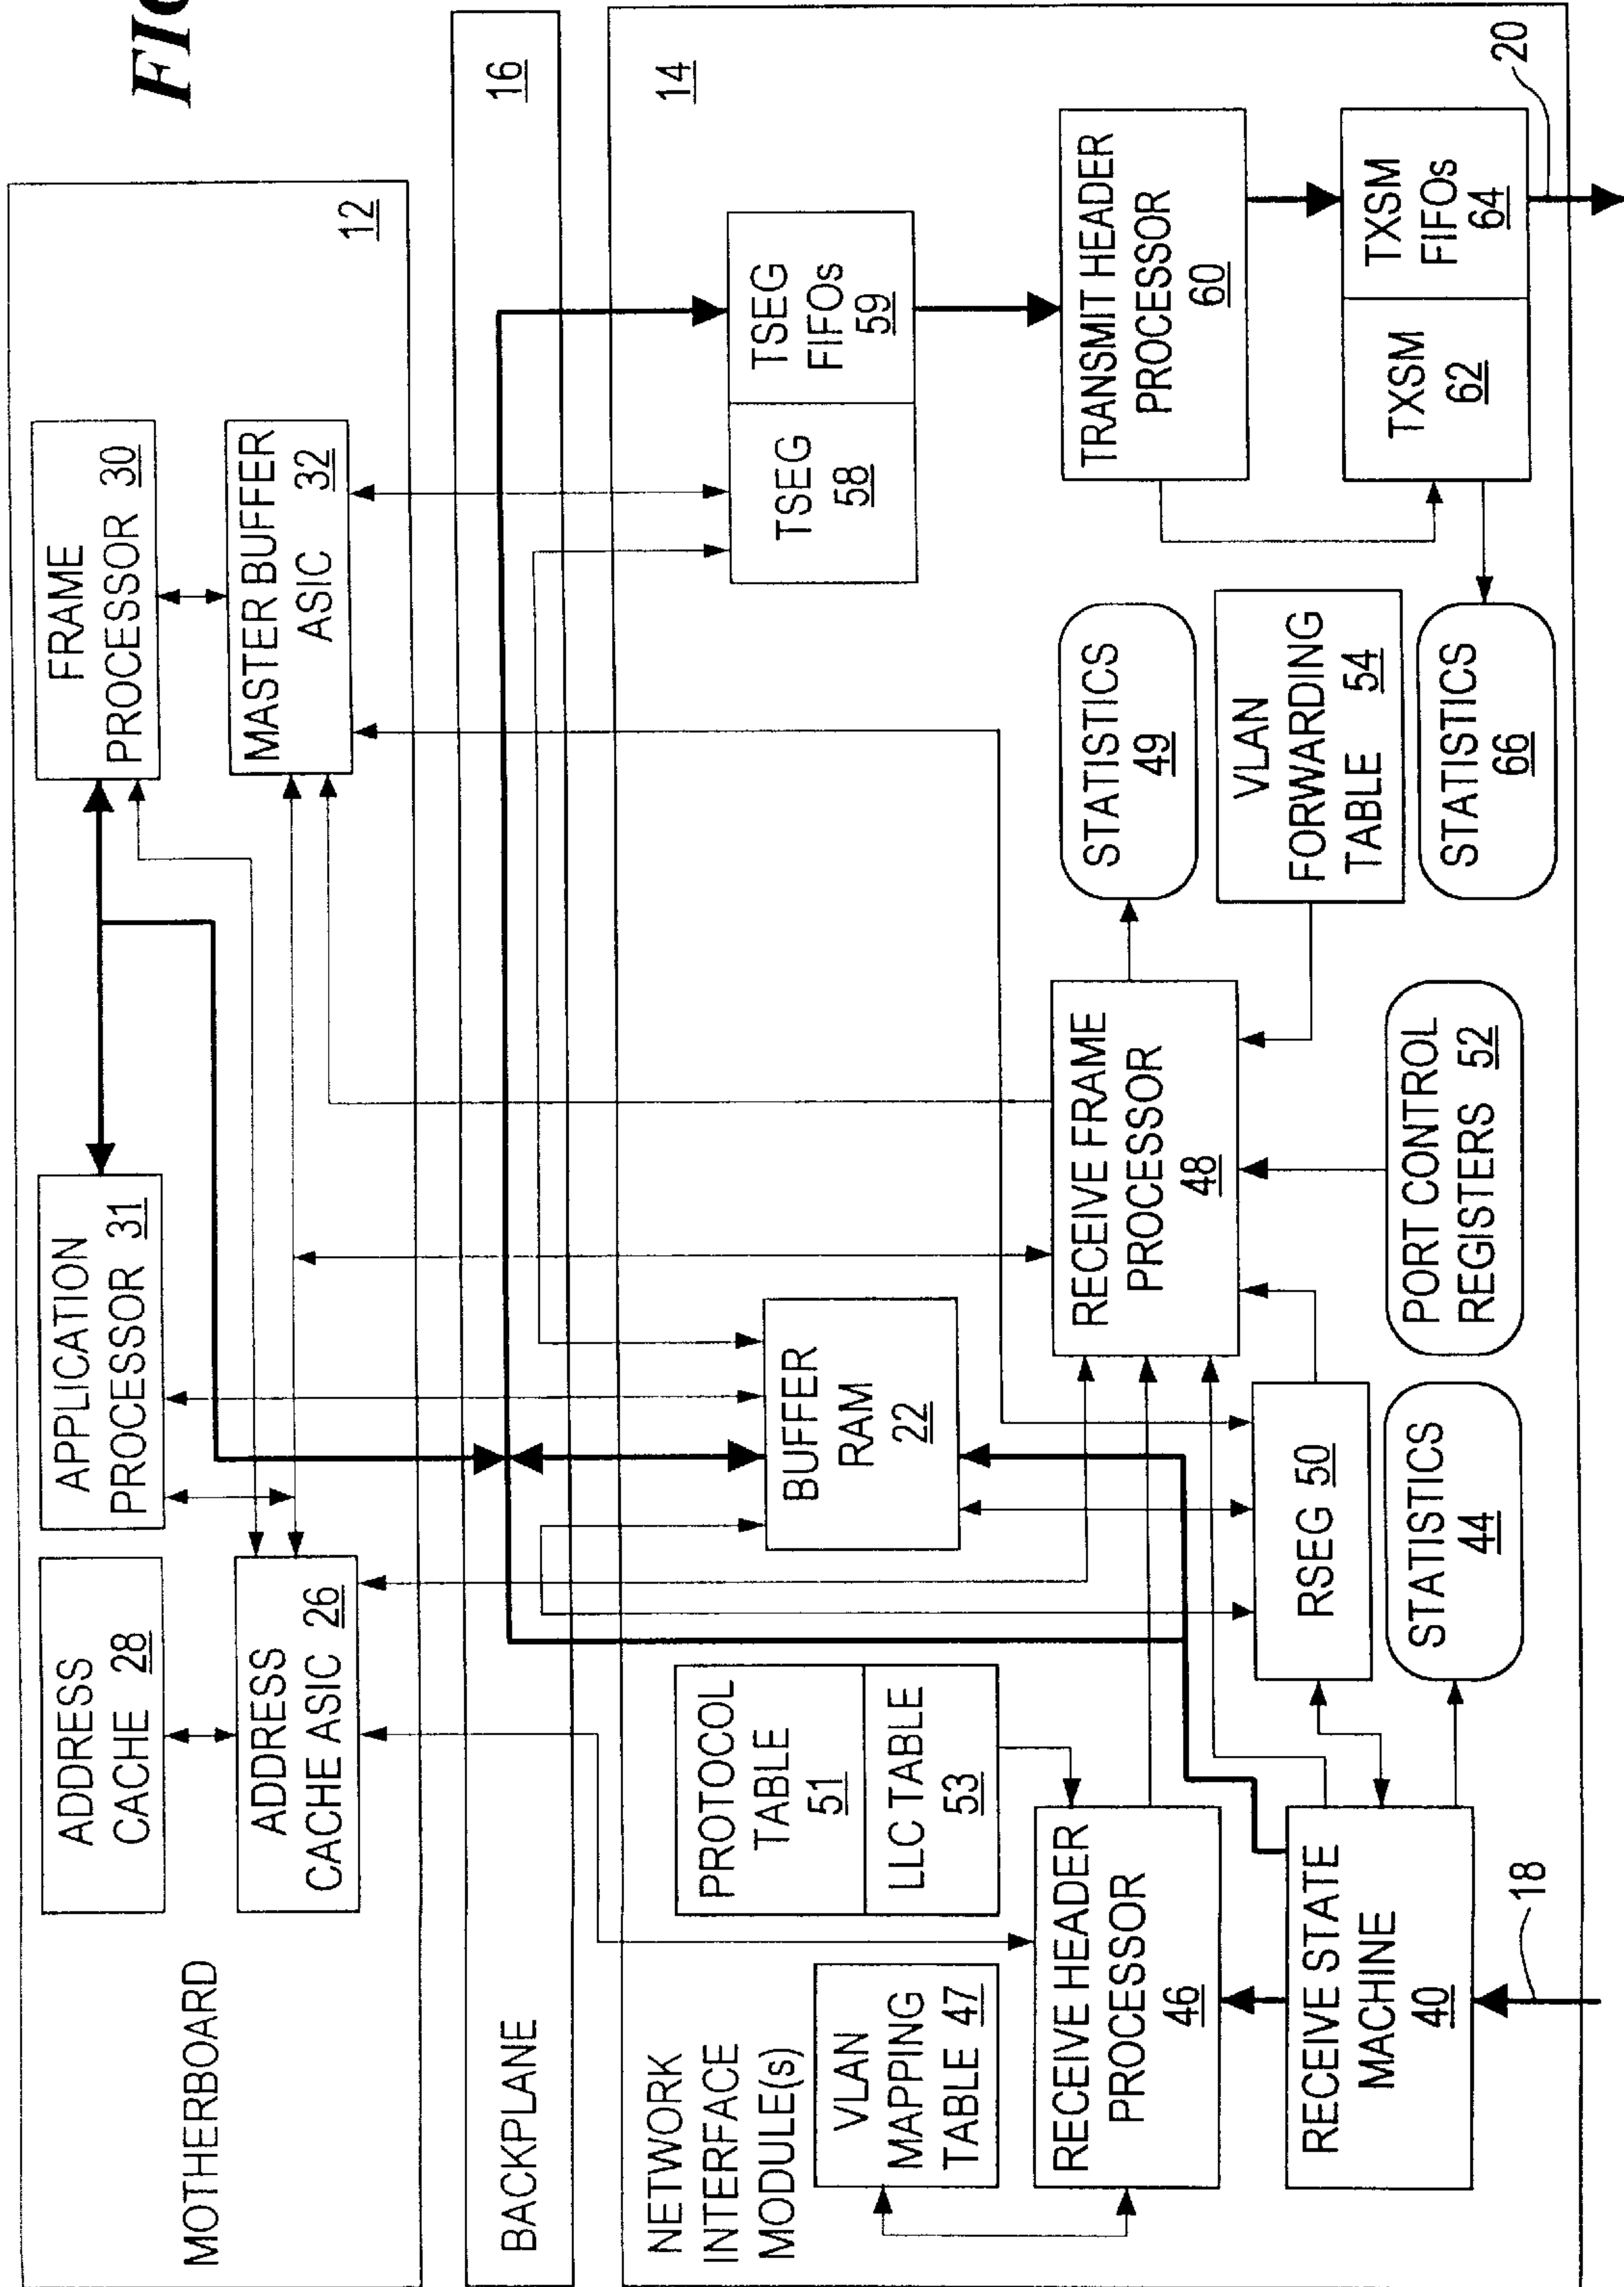 FIG
MOTHERBOARD
12
ADDRESS
CACHE 28
ADDRESS
CACHE ASIC 26
APPLICATION
PROCESSOR 31
FRAME
PROCESSOR 30
MASTER BUFFER
ASIC 32
BACKPLANE
16
NETWORK
INTERFACE
MODULE(s)
14
VLAN
MAPPING
TABLE 47
PROTOCOL
TABLE
51
LLC TABLE
53
BUFFER
RAM
22
TSEG
58
TSEG
FIFOs
59
RECEIVE HEADER
PROCESSOR
46
RECEIVE FRAME
PROCESSOR
48
STATISTICS
49
TRANSMIT HEADER
PROCESSOR
60
VLAN
FORWARDING
TABLE 54
RECEIVE STATE
MACHINE
40
RSEG 50
STATISTICS
44
PORT CONTROL
REGISTERS 52
STATISTICS
66
TXSM
62
TXSM
FIFOs
64
18
20